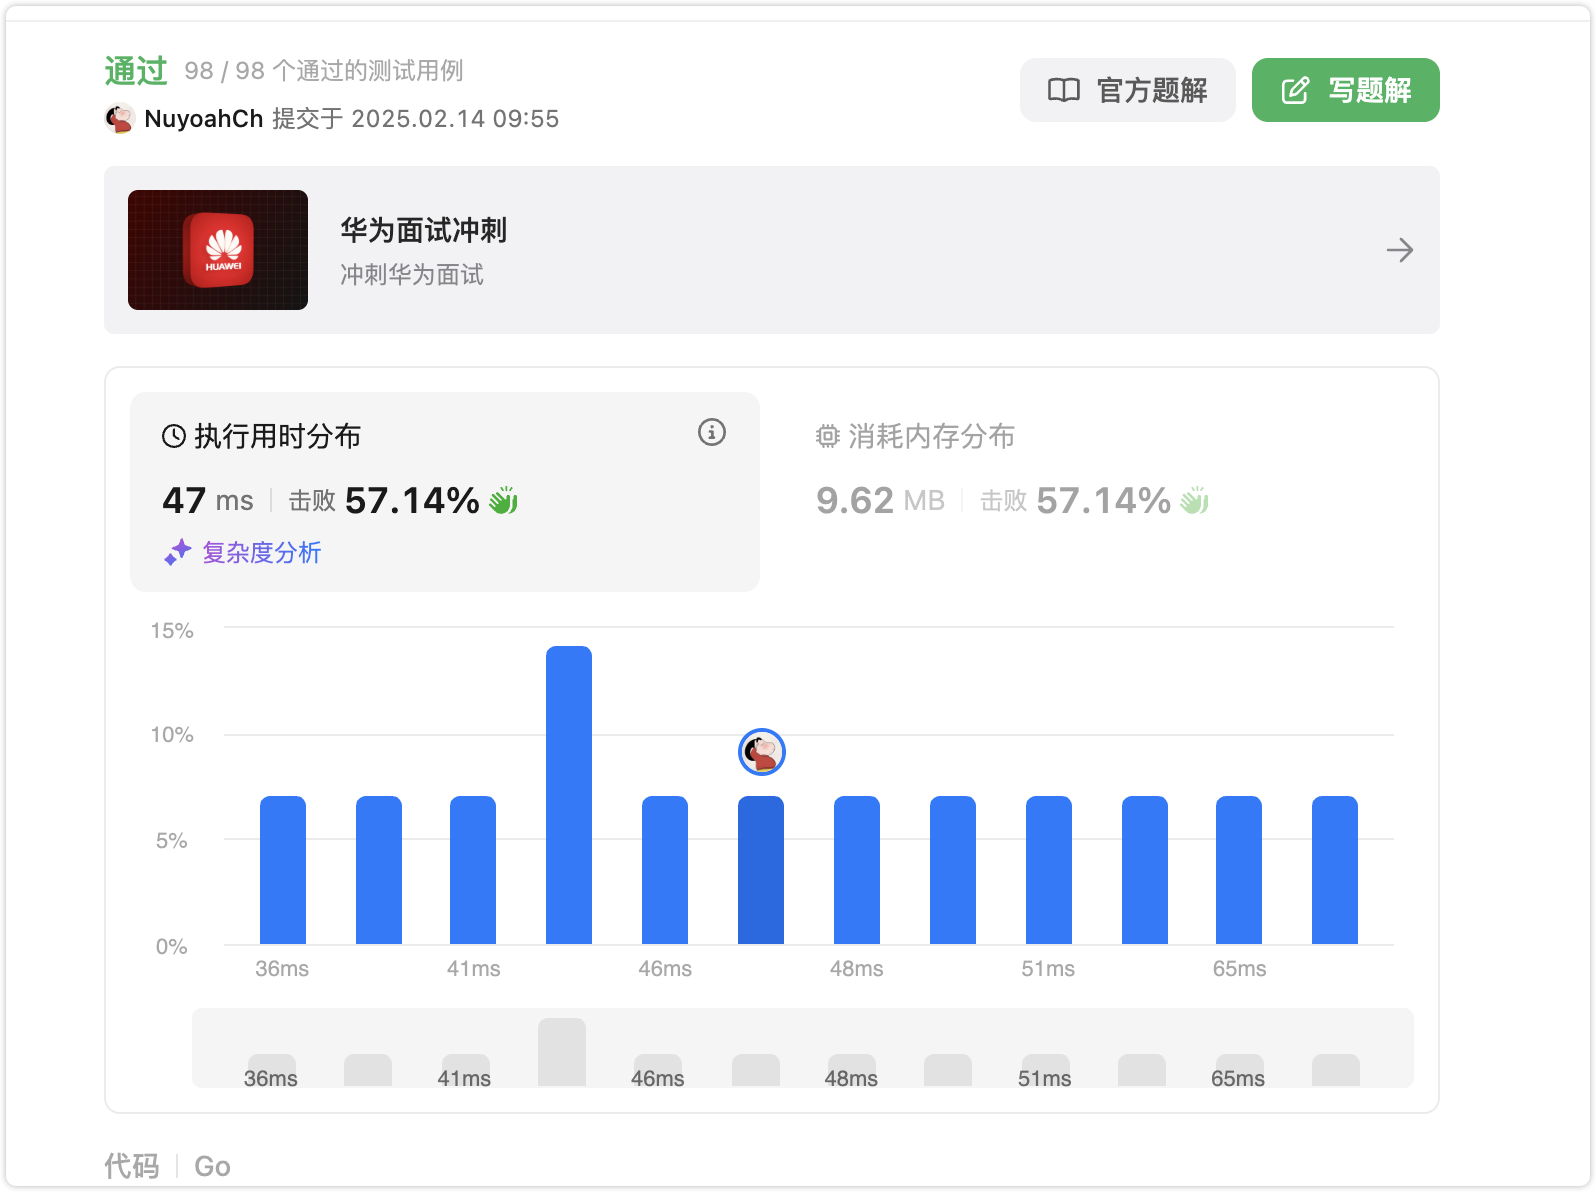 通过 98 / 98 个通过的测试用例
NuyoahCh 提交于 2025.02.14 09:55
官方题解
写题解
HUAWEI
华为面试冲刺
冲刺华为面试
执行用时分布
47 ms 击败 57.14%
复杂度分析
消耗内存分布
9.62 MB 击败 57.14%
15%
10%
5%
0%
36ms 41ms 46ms 48ms 51ms 65ms
36ms 41ms 46ms 48ms 51ms 65ms
代码 Go